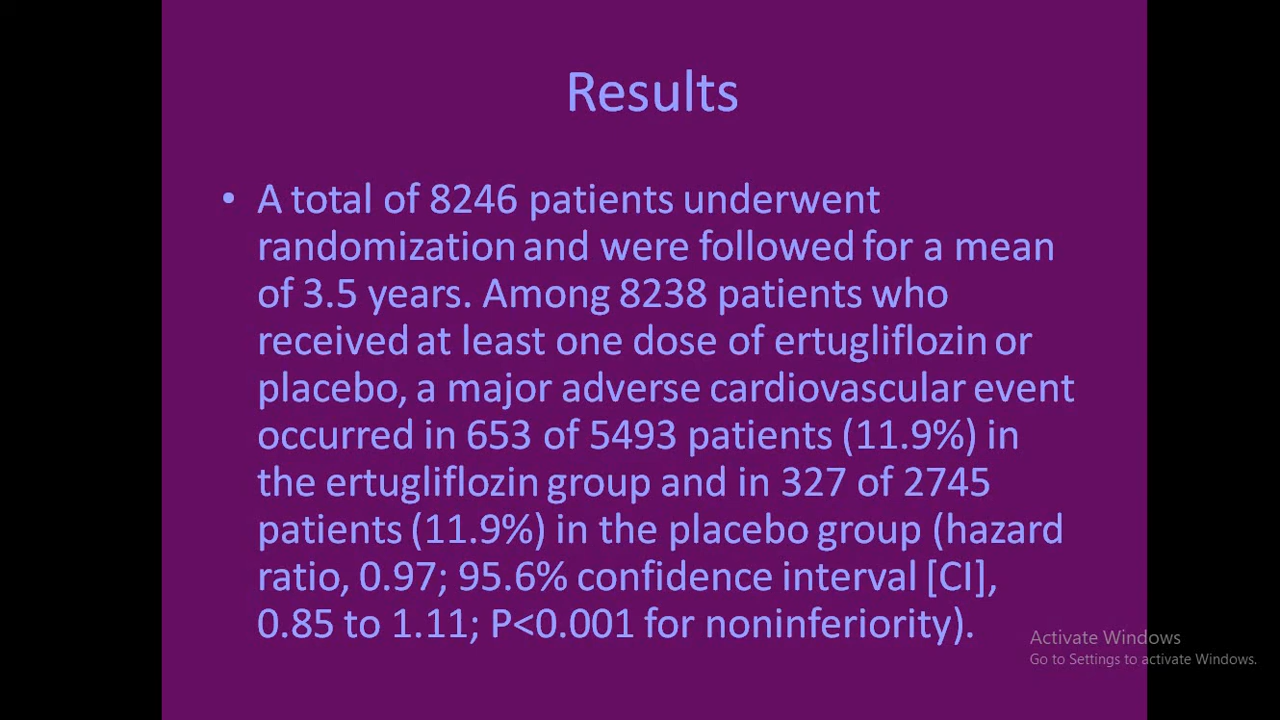 Results
• A total of 8246 patients underwent
randomization and were followed for a mean
of 3.5 years. Among 8238 patients who
received at least one dose of ertugliflozin or
placebo, a major adverse cardiovascular event
occurred in 653 of 5493 patients (11.9%) in
the ertugliflozin group and in 327 of 2745
patients (11.9%) in the placebo group (hazard
ratio, 0.97; 95.6% confidence interval [CI],
0.85 to 1.11; P<0.001 for noninferiority).
Activate Windows
Go to Settings to activate Windows.